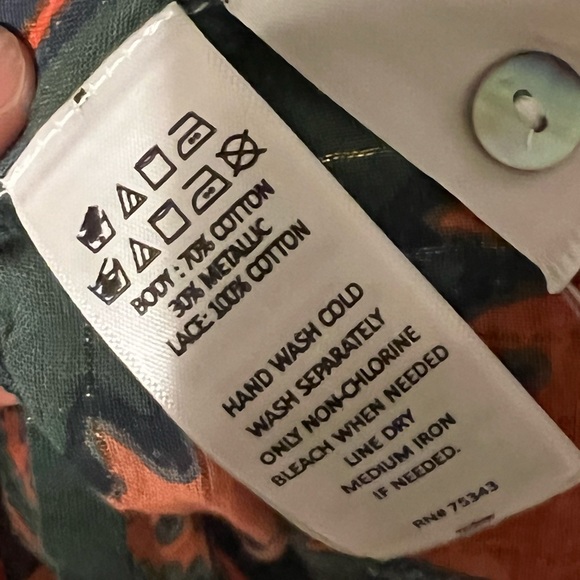 BODY : 70% COTTON
30% METALLIC
LACE: 100% COTTON
HAND WASH COLD
WASH SEPARATELY
ONLY NON-CHLORINE
BLEACH WHEN NEEDED
LINE DRY
MEDIUM IRON
IF NEEDED.
RN# 75343